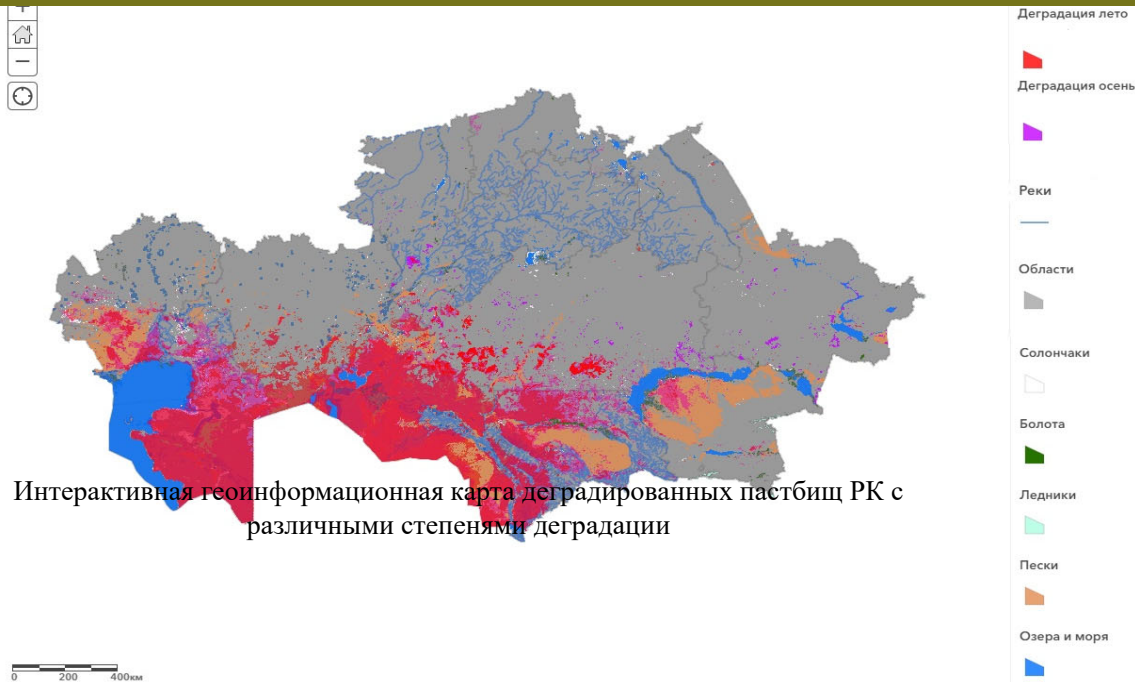 Деградация лето
Деградация осень
Реки
Области
Солончаки
Болота
Ледники
Пески
Озера и моря
Интерактивная геоинформационная карта деградированных пастбищ РК с
различными степенями деградации
0 200 400км